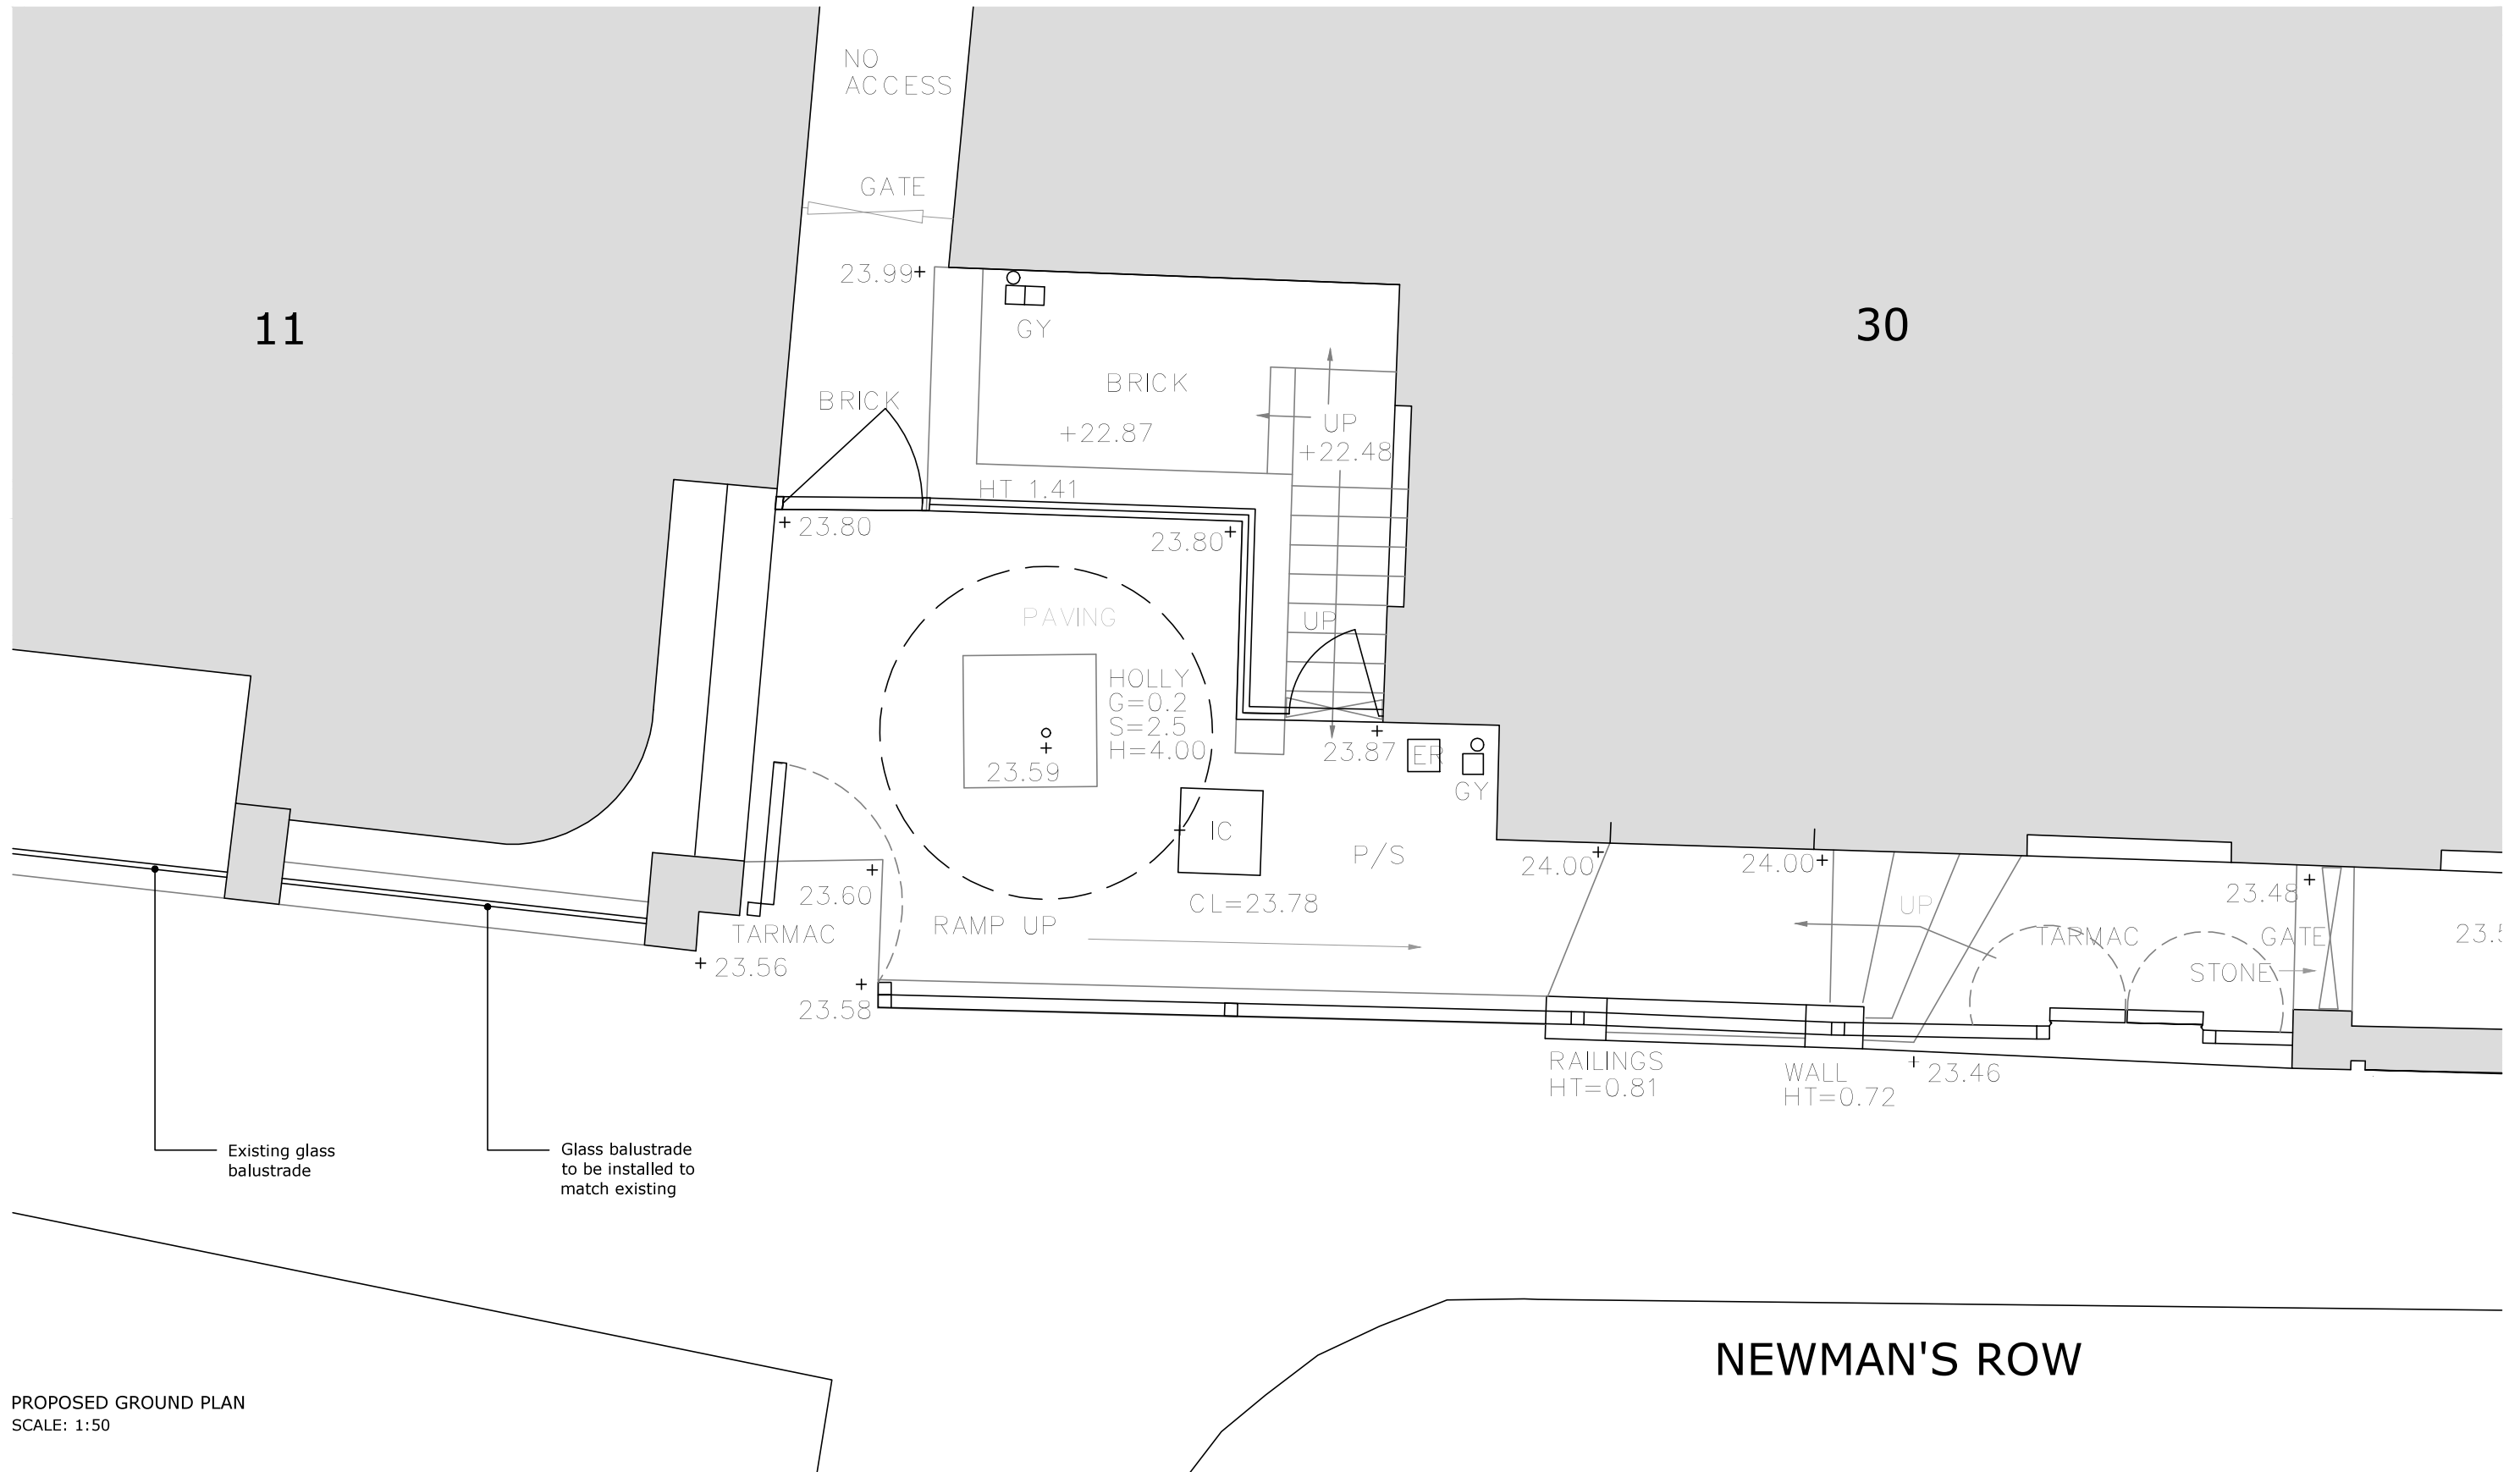 NO
ACCESS
GATE
23.99
11
30
GY
BRICK
BRICK
UP
+22.87
+22.48
HT 1.41
23.80
23.80
PAVING
UP
HOLLY
G=0.2
S=2.5
H=4.00
23.59
23.87
ER
GY
IC
P/S
24.00
24.00
23.60
CL=23.78
23.48
UP
RAMP UP
TARMAC
TARMAC
GATE
23.56
STONE
23.58
RAILINGS
HT=0.81
WALL
HT=0.72
23.46
Existing glass
balustrade
Glass balustrade
to be installed to
match existing
NEWMAN'S ROW
PROPOSED GROUND PLAN
SCALE: 1:50